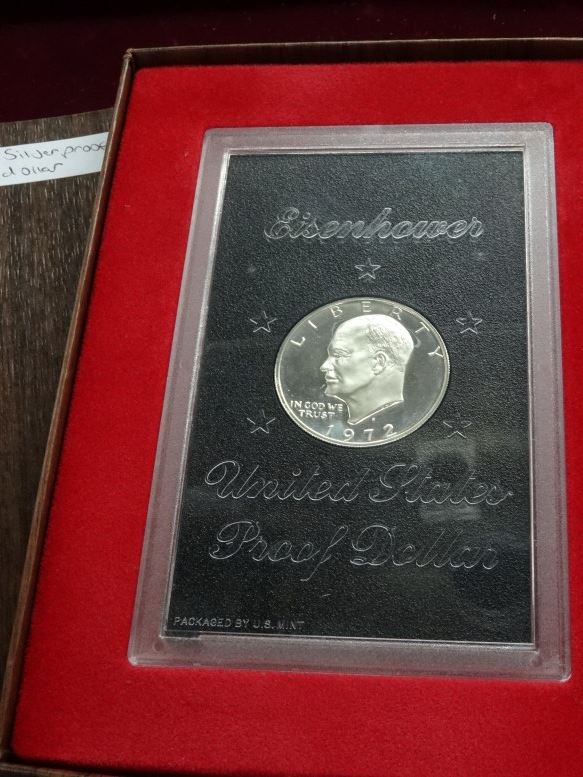 Silver proof
dollar
Eisenhower
LIBERTY
IN GOD WE
TRUST
1972
United States
Proof Dollar
PACKAGED BY U.S. MINT